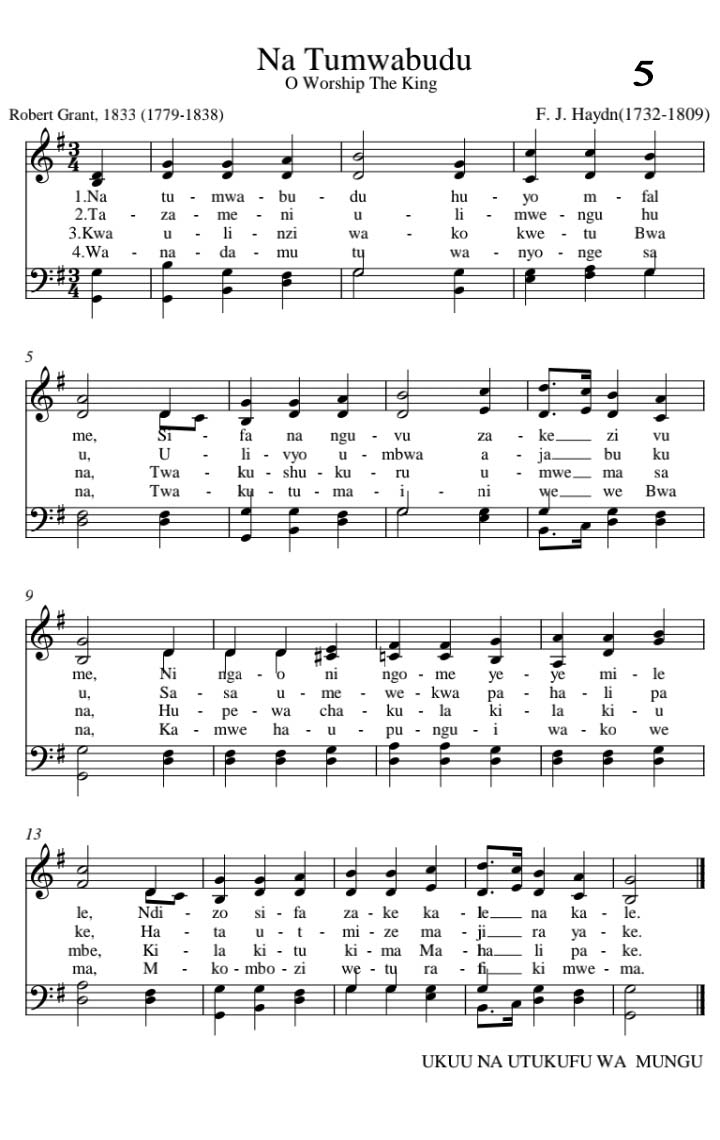 Na Tumwabudu
O Worship The King
5
Robert Grant, 1833 (1779-1838)
F. J. Haydn(1732-1809)
3 4
1.Na tu - mwa - bu - du hu - yo m - fal
2.Ta - za - me - ni u - li - mwe - ngu hu
3.Kwa u - li - nzi wa - ko kwe - tu Bwa
4.Wa - na - da - mu tu wa - nyo - nge sa
3 4
5
me, Si - fa na ngu - vu za - ke zi vu
u, U - li - vyo u - mbwa a - ja bu ku
na, Twa - ku - shu - ku - ru u - mwe ma sa
na, Twa - ku - tu - ma - i - ni we we Bwa
9
me, Ni nga - o ni ngo - me ye - ye mi - le
u, Sa - sa u - me - we - kwa pa - ha - li pa
na, Hu - pe - wa cha - ku - la ki - la ki - u
na, Ka - mwe ha - u - pu - ngu - i wa - ko we
13
le, Ndi - zo si - fa za - ke ka - le na ka - le.
ke, Ha - ta u - t - mi - ze ma - ji ra ya - ke.
mbe, Ki - la ki - tu ki - ma Ma - ha li pa - ke.
ma, M - ko - mbo - zi we - tu ra - fi ki mwe - ma.
UKUU NA UTUKUFU WA MUNGU